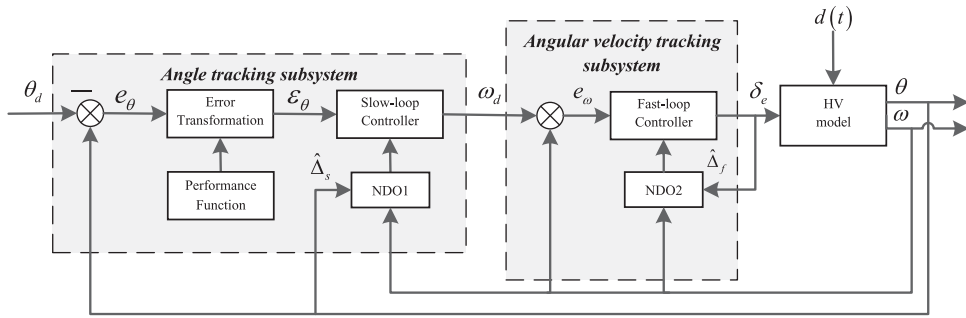 Angle tracking subsystem
θ_d
−
e_θ
Error
Transformation
ε_θ
Slow-loop
Controller
Performance
Function
Δ̂_s
NDO1
Angular velocity tracking
subsystem
ω_d
e_ω
Fast-loop
Controller
Δ̂_f
NDO2
δ_e
d(t)
HV
model
θ
ω